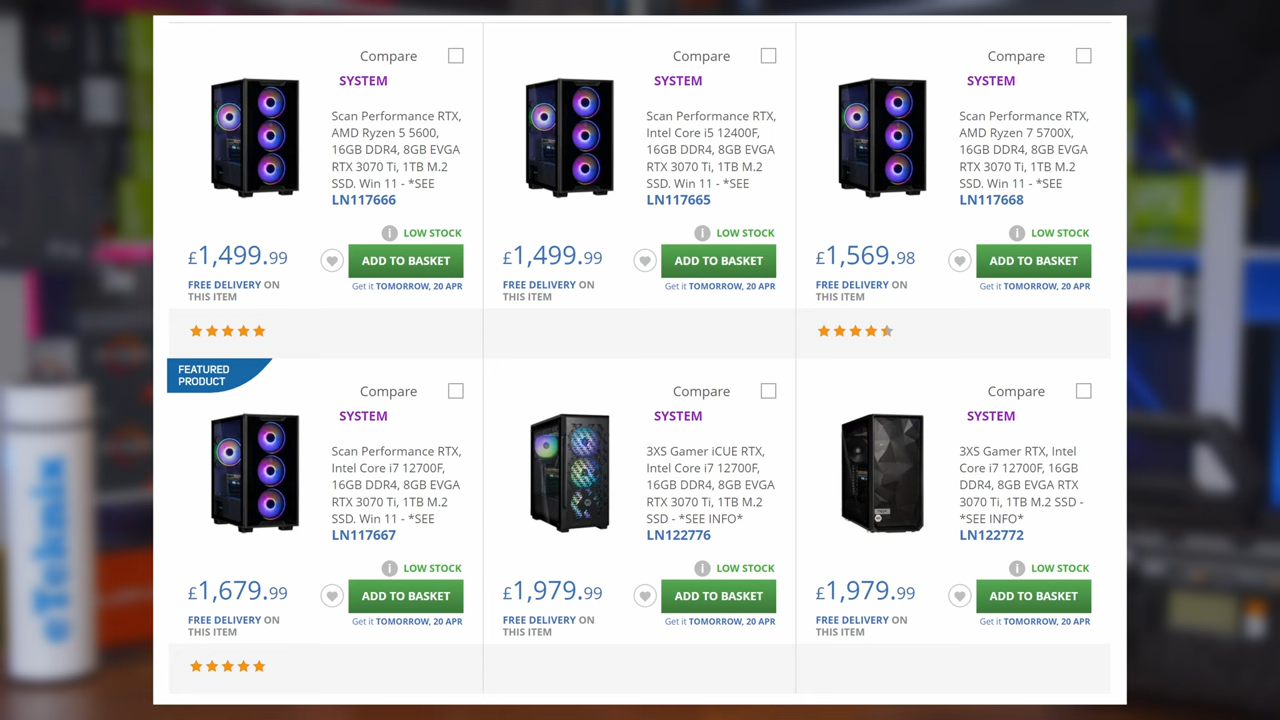 Compare
SYSTEM
Scan Performance RTX,
AMD Ryzen 5 5600,
16GB DDR4, 8GB EVGA
RTX 3070 Ti, 1TB M.2
SSD. Win 11 - *SEE
LN117666
LOW STOCK
£1,499.99
ADD TO BASKET
FREE DELIVERY ON
THIS ITEM
Get it TOMORROW, 20 APR
Compare
SYSTEM
Scan Performance RTX,
Intel Core i5 12400F,
16GB DDR4, 8GB EVGA
RTX 3070 Ti, 1TB M.2
SSD. Win 11 - *SEE
LN117665
LOW STOCK
£1,499.99
ADD TO BASKET
FREE DELIVERY ON
THIS ITEM
Get it TOMORROW, 20 APR
Compare
SYSTEM
Scan Performance RTX,
AMD Ryzen 7 5700X,
16GB DDR4, 8GB EVGA
RTX 3070 Ti, 1TB M.2
SSD. Win 11 - *SEE
LN117668
LOW STOCK
£1,569.98
ADD TO BASKET
FREE DELIVERY ON
THIS ITEM
Get it TOMORROW, 20 APR
FEATURED
PRODUCT
Compare
SYSTEM
Scan Performance RTX,
Intel Core i7 12700F,
16GB DDR4, 8GB EVGA
RTX 3070 Ti, 1TB M.2
SSD. Win 11 - *SEE
LN117667
LOW STOCK
£1,679.99
ADD TO BASKET
FREE DELIVERY ON
THIS ITEM
Get it TOMORROW, 20 APR
Compare
SYSTEM
3XS Gamer iCUE RTX,
Intel Core i7 12700F,
16GB DDR4, 8GB EVGA
RTX 3070 Ti, 1TB M.2
SSD - *SEE INFO*
LN122776
LOW STOCK
£1,979.99
ADD TO BASKET
FREE DELIVERY ON
THIS ITEM
Get it TOMORROW, 20 APR
Compare
SYSTEM
3XS Gamer RTX, Intel
Core i7 12700F, 16GB
DDR4, 8GB EVGA RTX
3070 Ti, 1TB M.2 SSD -
*SEE INFO*
LN122772
LOW STOCK
£1,979.99
ADD TO BASKET
FREE DELIVERY ON
THIS ITEM
Get it TOMORROW, 20 APR
eTeknix